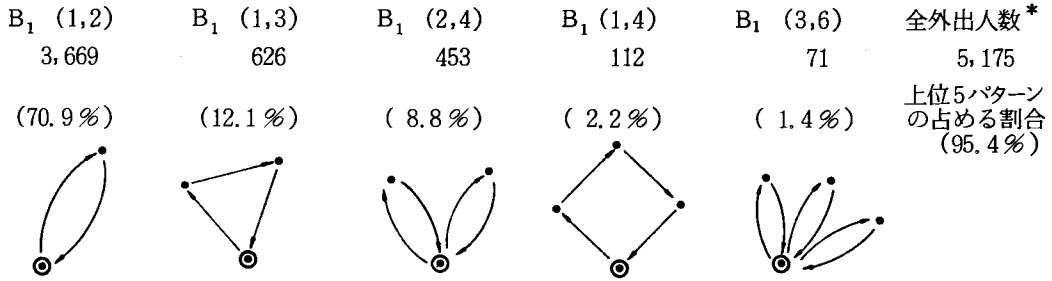 B₁ (1,2) B₁ (1,3) B₁ (2,4) B₁ (1,4) B₁ (3,6) 全外出人数*
3,669 626 453 112 71 5,175
(70.9%) (12.1%) (8.8%) (2.2%) (1.4%) 上位5パターン
の占める割合
(95.4%)